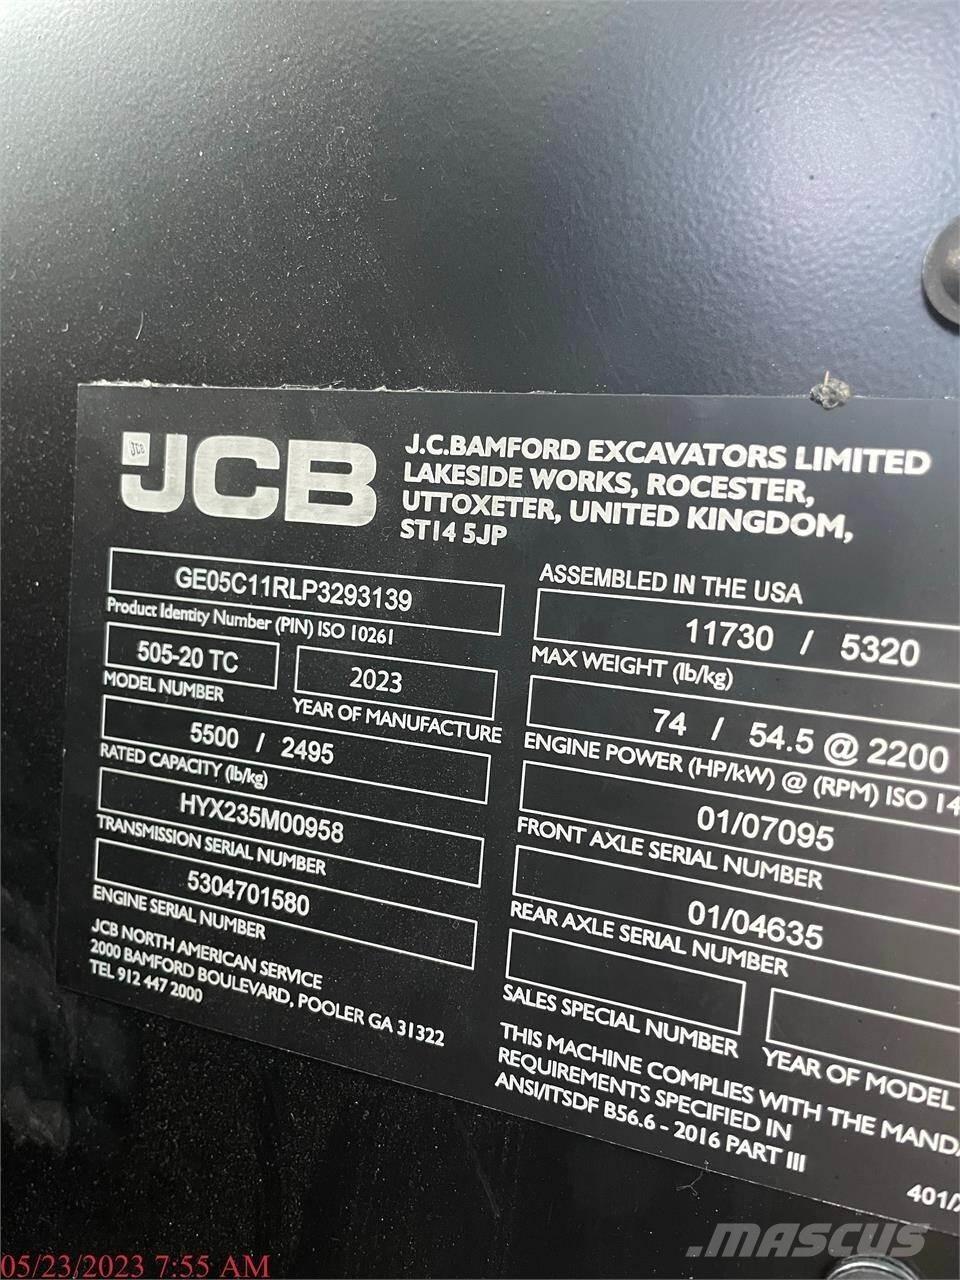 JCB
JCB
J.C.BAMFORD EXCAVATORS LIMITED
LAKESIDE WORKS, ROCESTER,
UTTOXETER, UNITED KINGDOM,
ST14 5JP
GE05C11RLP3293139
Product Identity Number (PIN) ISO 10261
505-20 TC
MODEL NUMBER
2023
YEAR OF MANUFACTURE
5500 / 2495
RATED CAPACITY (lb/kg)
HYX235M00958
TRANSMISSION SERIAL NUMBER
5304701580
ENGINE SERIAL NUMBER
JCB NORTH AMERICAN SERVICE
2000 BAMFORD BOULEVARD, POOLER GA 31322
TEL 912 447 2000
ASSEMBLED IN THE USA
11730 / 5320
MAX WEIGHT (lb/kg)
74 / 54.5 @ 2200
ENGINE POWER (HP/kW) @ (RPM) ISO 14
01/07095
FRONT AXLE SERIAL NUMBER
01/04635
REAR AXLE SERIAL NUMBER
SALES SPECIAL NUMBER
YEAR OF MODEL
THIS MACHINE COMPLIES WITH THE MANDA
REQUIREMENTS SPECIFIED IN
ANSI/ITSDF B56.6 - 2016 PART III
401/
MASCUS
05/23/2023 7:55 AM